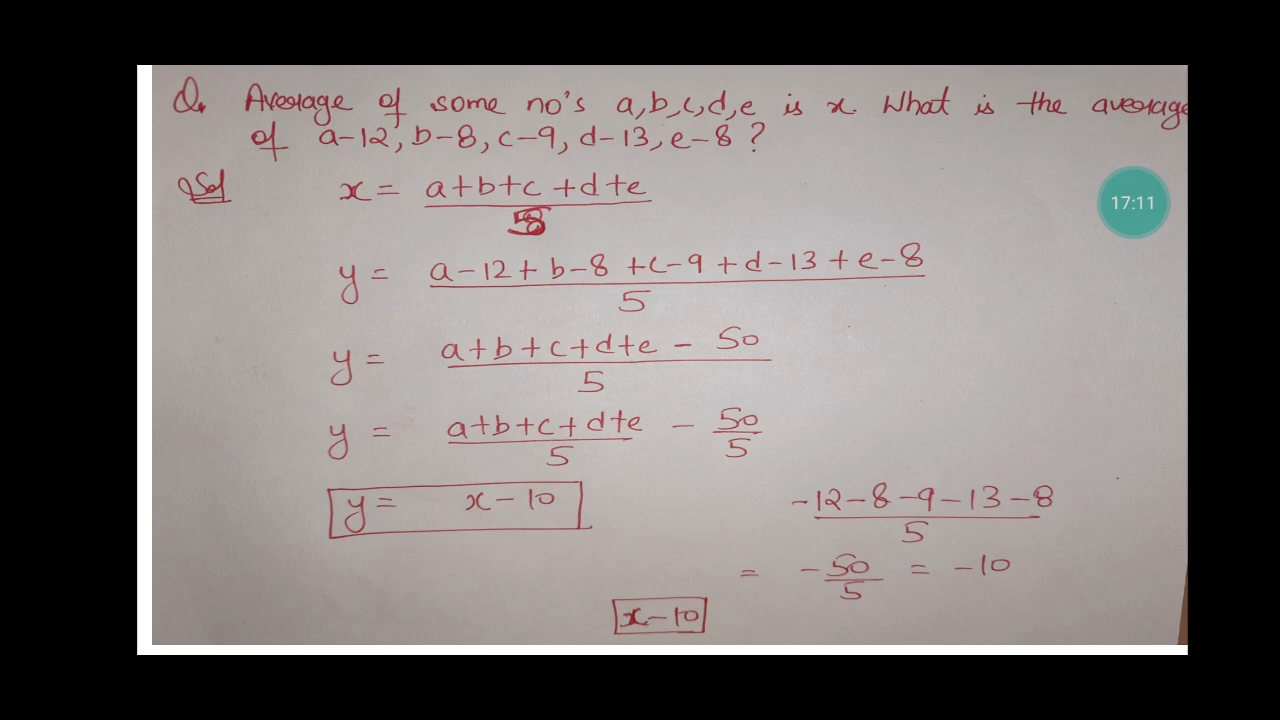 Q. Average of some no's a,b,c,d,e is x. What is the average
of a-12, b-8, c-9, d-13, e-8?
Sol x = a+b+c+d+e
5
17:11
y = a-12+b-8+c-9+d-13+e-8
5
y = a+b+c+d+e - 50
5
y = a+b+c+d+e - 50
5 5
y = x-10
-12-8-9-13-8
5
= -50 = -10
5
x-10